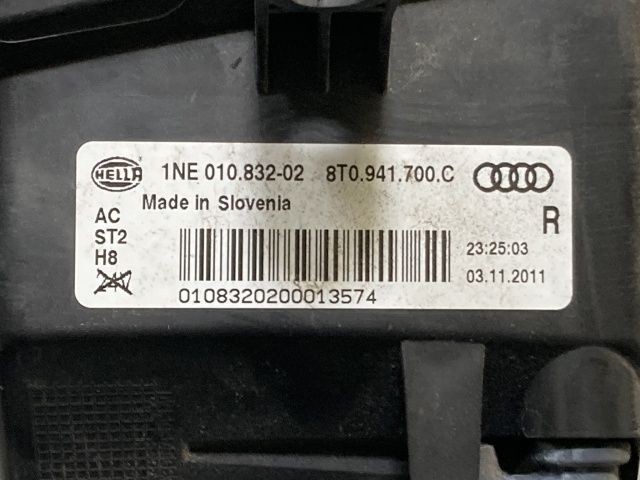 HELLA 1NE 010.832-02 8T0.941.700.C
Made in Slovenia
AC
R
ST2
23:25:03
H8
03.11.2011
24V
0108320200013574